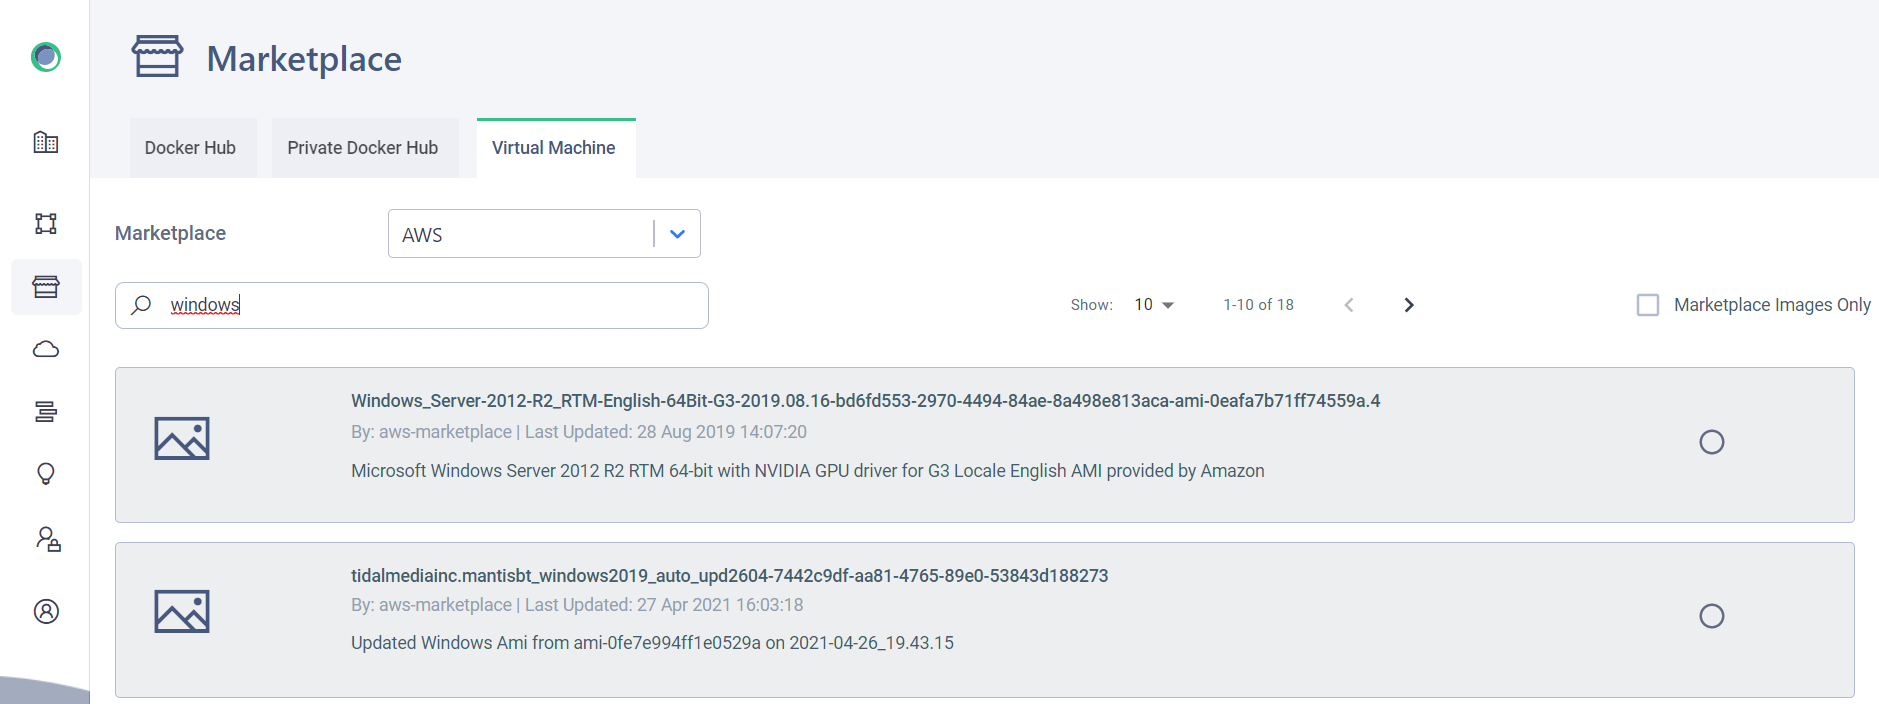 Marketplace
Docker Hub
Private Docker Hub
Virtual Machine
Marketplace
AWS
windows
Show: 10 1-10 of 18
Marketplace Images Only
Windows_Server-2012-R2_RTM-English-64Bit-G3-2019.08.16-bd6fd553-2970-4494-84ae-8a498e813aca-ami-0eafa7b71ff74559a.4
By: aws-marketplace | Last Updated: 28 Aug 2019 14:07:20
Microsoft Windows Server 2012 R2 RTM 64-bit with NVIDIA GPU driver for G3 Locale English AMI provided by Amazon
tidalmediainc.mantisbt_windows2019_auto_upd2604-7442c9df-aa81-4765-89e0-53843d188273
By: aws-marketplace | Last Updated: 27 Apr 2021 16:03:18
Updated Windows Ami from ami-0fe7e994ff1e0529a on 2021-04-26_19.43.15